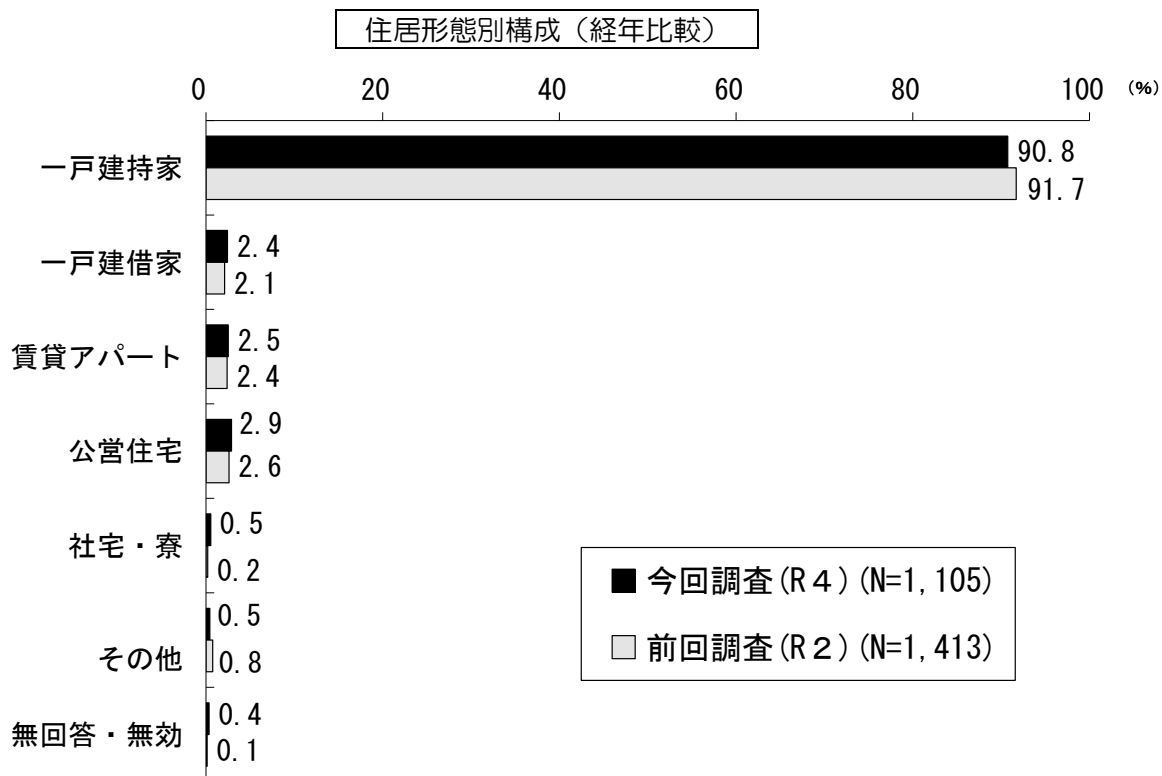 住居形態別構成（経年比較）
0 20 40 60 80 100 (%)
一戸建持家 90.8
91.7
一戸建借家 2.4
2.1
賃貸アパート 2.5
2.4
公営住宅 2.9
2.6
社宅・寮 0.5
0.2
その他 0.5
0.8
無回答・無効 0.4
0.1
今回調査(R４)(N=1,105)
前回調査(R２)(N=1,413)